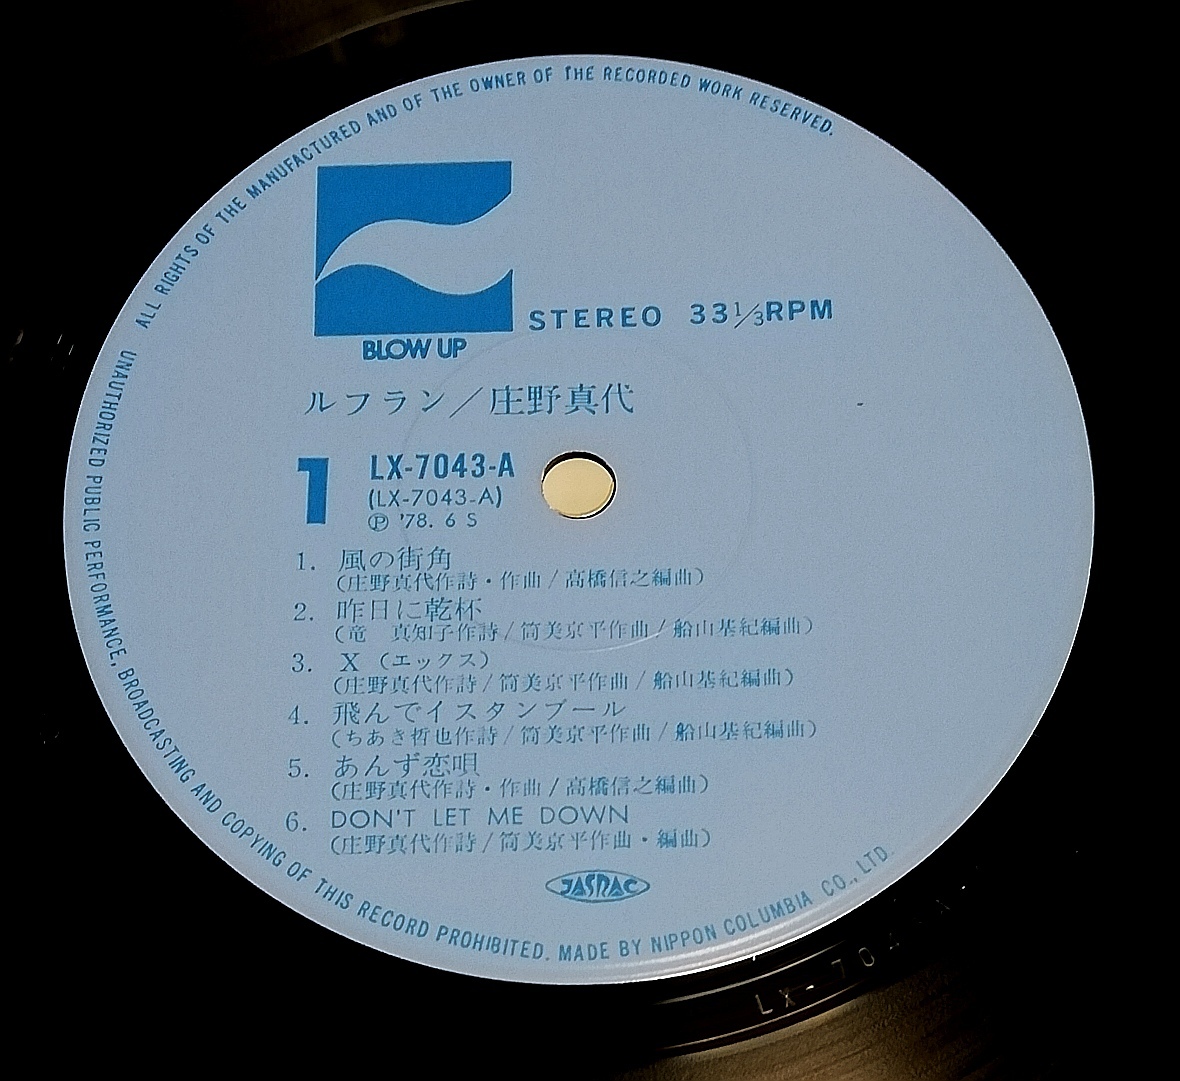 ALL RIGHTS OF THE MANUFACTURED AND OF THE OWNER OF THE RECORDED WORK RESERVED.
UNAUTHORIZED PUBLIC PERFORMANCE, BROADCASTING AND COPYING OF THIS RECORD PROHIBITED. MADE BY NIPPON COLUMBIA CO., LTD.
BLOW UP
STEREO 33⅓RPM
ルフラン/庄野真代
1
LX-7043-A
(LX-7043-A)
Ⓟ '78. 6 S
1. 風の街角
(庄野真代作詩・作曲/高橋信之編曲)
2. 昨日に乾杯
(竜 真知子作詩/筒美京平作曲/船山基紀編曲)
3. X (エックス)
(庄野真代作詩/筒美京平作曲/船山基紀編曲)
4. 飛んでイスタンブール
(ちあき哲也作詩/筒美京平作曲/船山基紀編曲)
5. あんず恋唄
(庄野真代作詩・作曲/高橋信之編曲)
6. DON'T LET ME DOWN
(庄野真代作詩/筒美京平作曲・編曲)
JASRAC